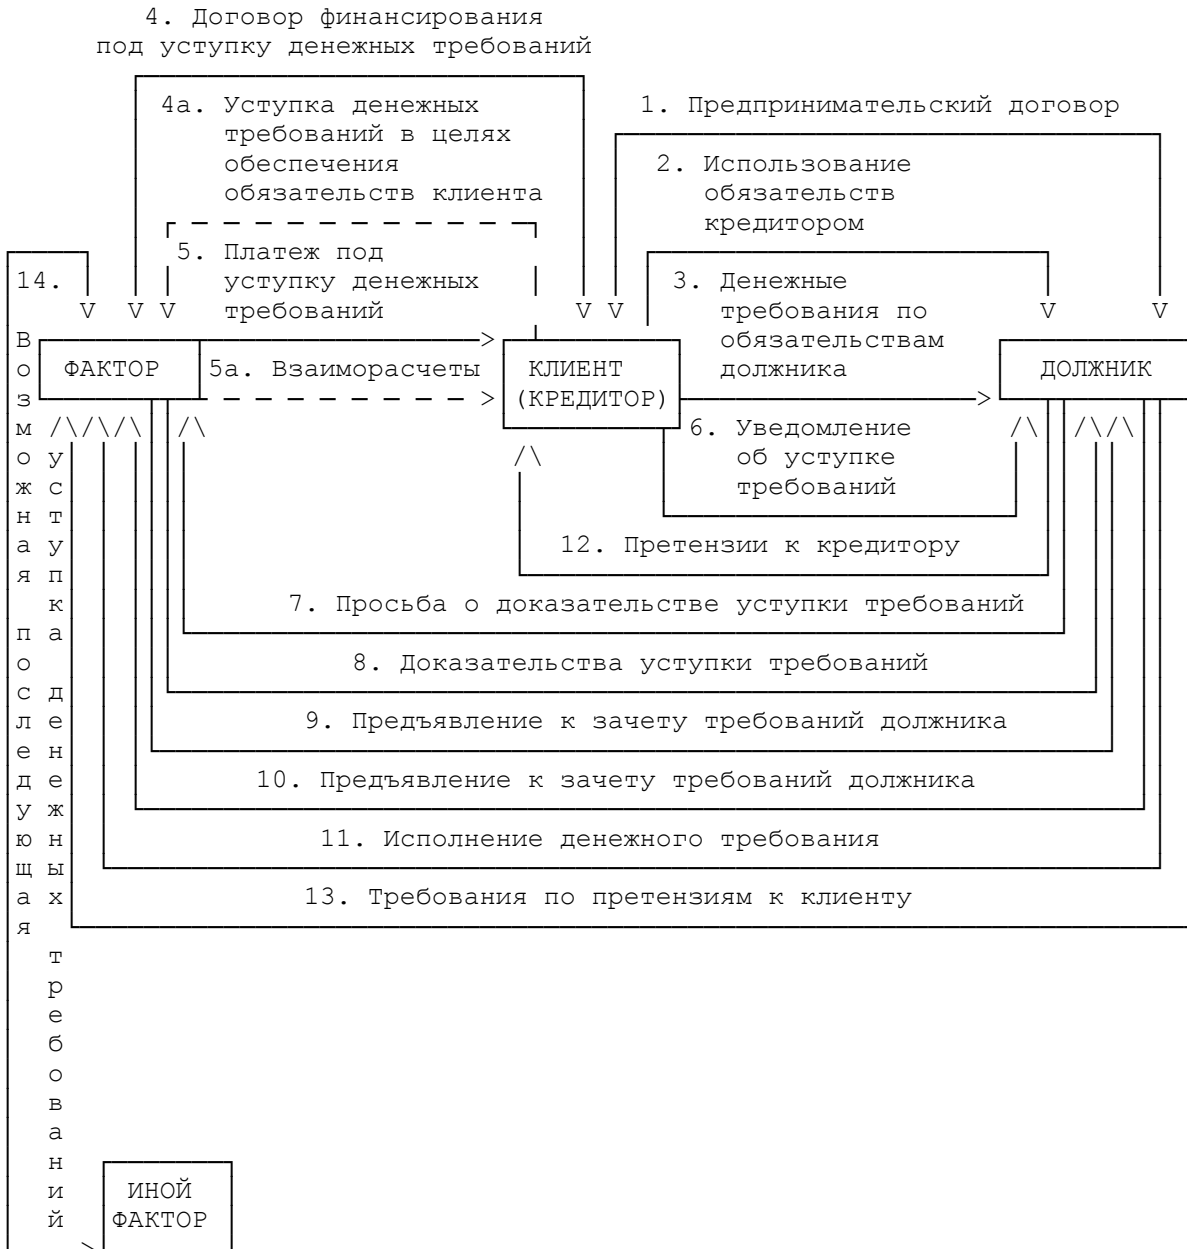 4. Договор финансирования
под уступку денежных требований
4а. Уступка денежных
требований в целях
обеспечения
обязательств клиента
1. Предпринимательский договор
2. Использование
обязательств
кредитором
5. Платеж под
уступку денежных
требований
3. Денежные
требования по
обязательствам
должника
14.
Возможная последующая
уступка денежных требований
ФАКТОР
5а. Взаиморасчеты
КЛИЕНТ
(КРЕДИТОР)
ДОЛЖНИК
6. Уведомление
об уступке
требований
12. Претензии к кредитору
7. Просьба о доказательстве уступки требований
8. Доказательства уступки требований
9. Предъявление к зачету требований должника
10. Предъявление к зачету требований должника
11. Исполнение денежного требования
13. Требования по претензиям к клиенту
ИНОЙ
ФАКТОР